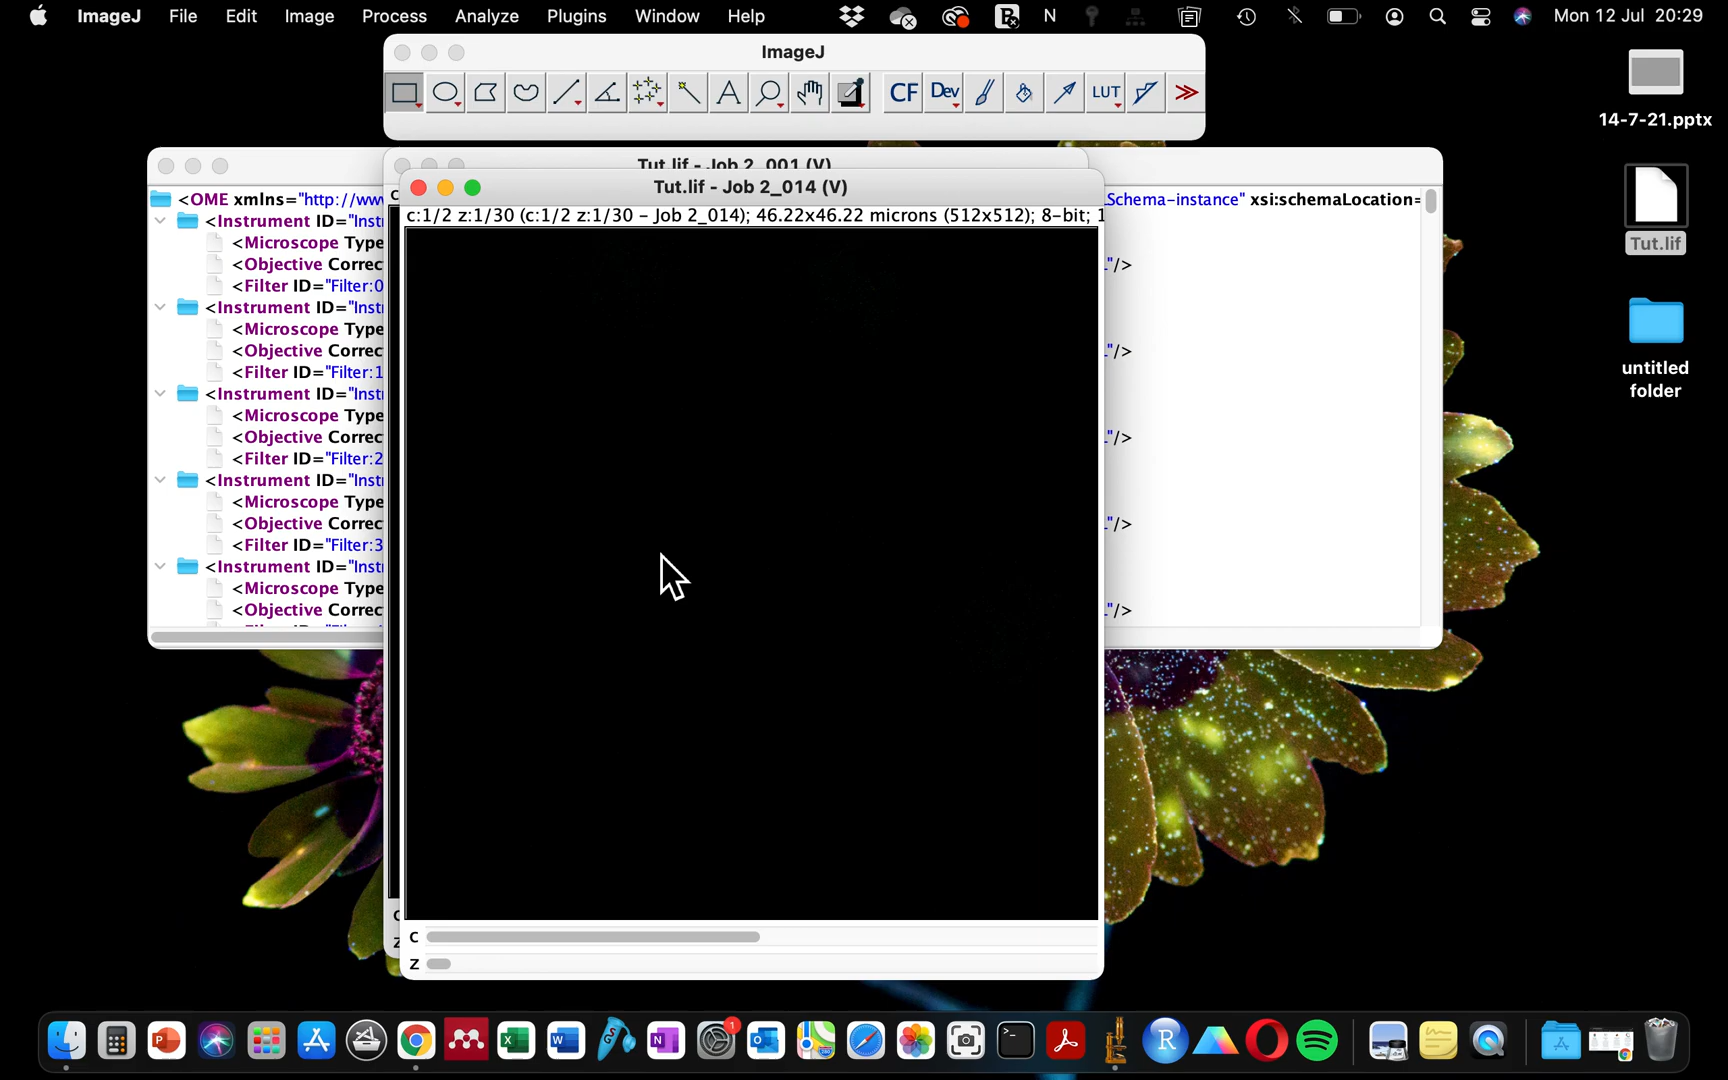 ImageJ File Edit Image Process Analyze Plugins Window Help N Mon 12 Jul 20:29
ImageJ
A CF Dev LUT ≫
14-7-21.pptx
Tut.lif
untitled
folder
Tut.lif - Job 2_001 (V)
Tut.lif - Job 2_014 (V)
c:1/2 z:1/30 (c:1/2 z:1/30 - Job 2_014); 46.22x46.22 microns (512x512); 8-bit; 1
C
Z
<OME xmlns="http://ww
<Instrument ID="Inst
<Microscope Type
<Objective Correc
<Filter ID="Filter:0
<Instrument ID="Inst
<Microscope Type
<Objective Correc
<Filter ID="Filter:1
<Instrument ID="Inst
<Microscope Type
<Objective Correc
<Filter ID="Filter:2
<Instrument ID="Inst
<Microscope Type
<Objective Correc
<Filter ID="Filter:3
<Instrument ID="Inst
<Microscope Type
<Objective Correc
Schema-instance" xsi:schemaLocation=
"/>
"/>
"/>
"/>
"/>
1